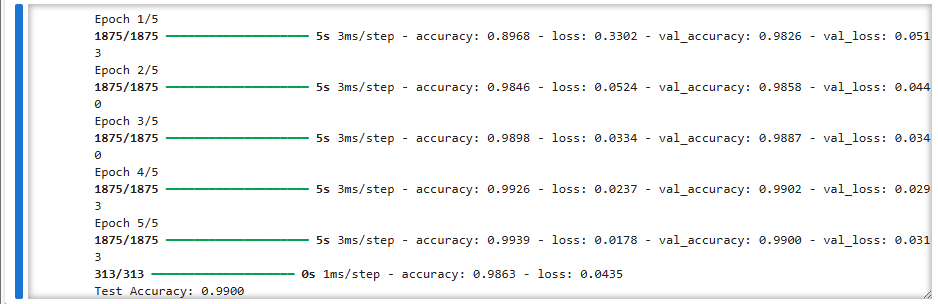 Epoch 1/5
1875/1875 ━━━━━━━━━━━━━━━━━━━━ 5s 3ms/step - accuracy: 0.8968 - loss: 0.3302 - val_accuracy: 0.9826 - val_loss: 0.051
3
Epoch 2/5
1875/1875 ━━━━━━━━━━━━━━━━━━━━ 5s 3ms/step - accuracy: 0.9846 - loss: 0.0524 - val_accuracy: 0.9858 - val_loss: 0.044
0
Epoch 3/5
1875/1875 ━━━━━━━━━━━━━━━━━━━━ 5s 3ms/step - accuracy: 0.9898 - loss: 0.0334 - val_accuracy: 0.9887 - val_loss: 0.034
0
Epoch 4/5
1875/1875 ━━━━━━━━━━━━━━━━━━━━ 5s 3ms/step - accuracy: 0.9926 - loss: 0.0237 - val_accuracy: 0.9902 - val_loss: 0.029
3
Epoch 5/5
1875/1875 ━━━━━━━━━━━━━━━━━━━━ 5s 3ms/step - accuracy: 0.9939 - loss: 0.0178 - val_accuracy: 0.9900 - val_loss: 0.031
3
313/313 ━━━━━━━━━━━━━━━━━━━━ 0s 1ms/step - accuracy: 0.9863 - loss: 0.0435
Test Accuracy: 0.9900